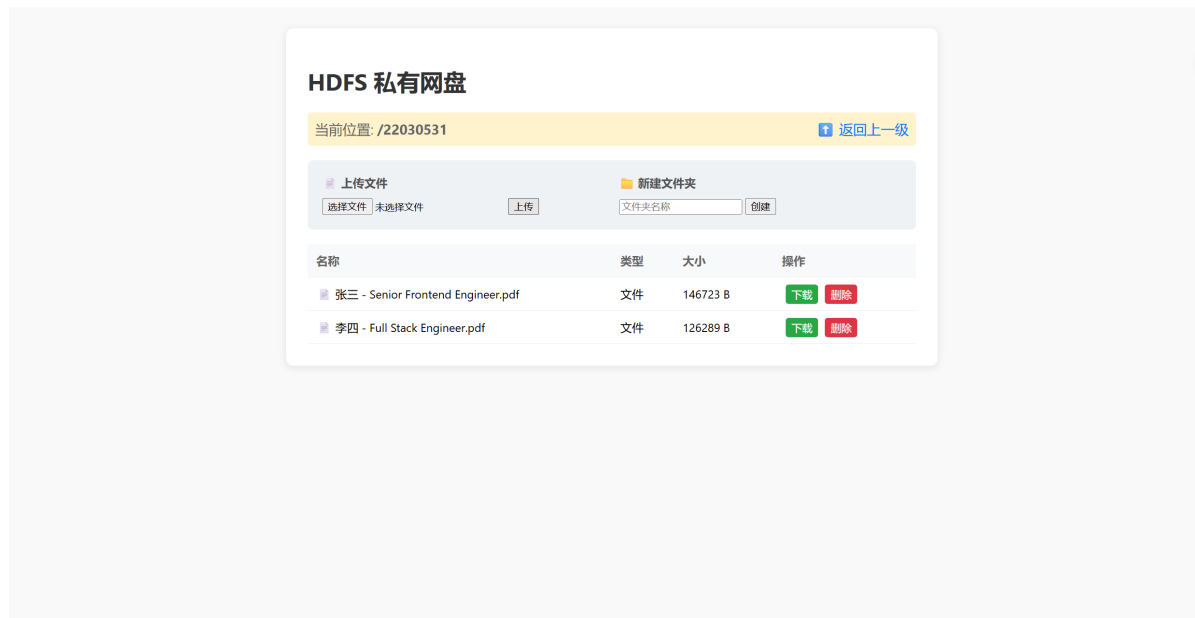 HDFS 私有网盘
当前位置: /22030531 返回上一级
上传文件 新建文件夹
选择文件 未选择文件 上传 文件夹名称 创建
名称 类型 大小 操作
张三 - Senior Frontend Engineer.pdf 文件 146723 B 下载 删除
李四 - Full Stack Engineer.pdf 文件 126289 B 下载 删除